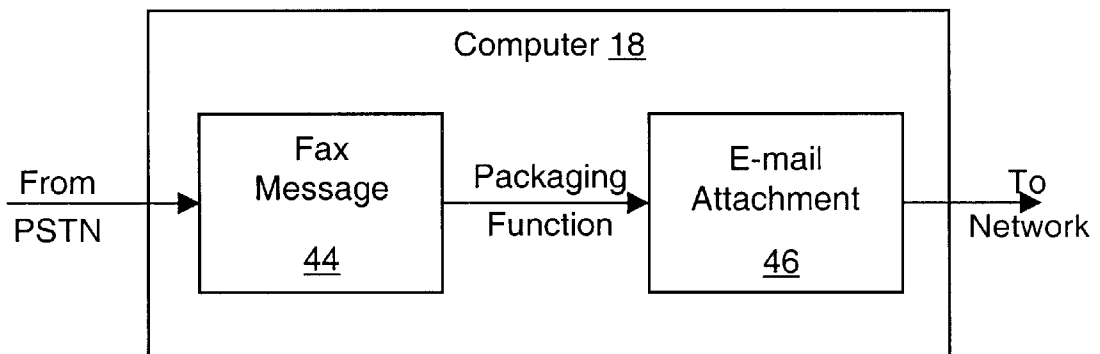 Computer 18
From
PSTN
Fax
Message
44
Packaging
Function
E-mail
Attachment
46
To
Network